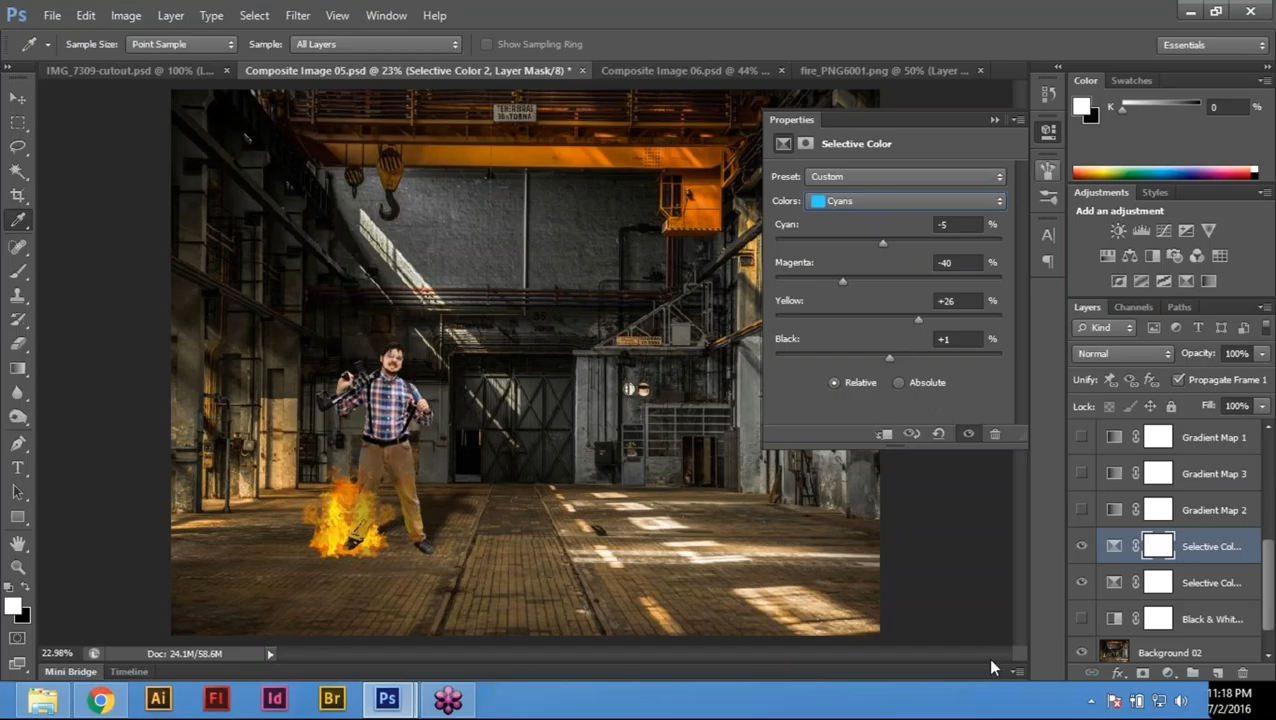 Ps File Edit Image Layer Type Select Filter View Window Help
Sample Size: Point Sample Sample: All Layers Show Sampling Ring Essentials
IMG_7309-cutout.psd @ 100% (L... × Composite Image 05.psd @ 23% (Selective Color 2, Layer Mask/8) * × Composite Image 06.psd @ 44% ... × fire_PNG6001.png @ 50% (Layer ... ×
Color Swatches
K 0 %
Properties
Selective Color
Preset: Custom
Colors: Cyans
Cyan: -5 %
Magenta: -40 %
Yellow: +26 %
Black: +1 %
Relative Absolute
Adjustments Styles
Add an adjustment
Layers Channels Paths
Kind
Normal Opacity: 100%
Unify: Propagate Frame 1
Lock: Fill: 100%
Gradient Map 1
Gradient Map 3
Gradient Map 2
Selective Col...
Selective Col...
Black & Whit...
Background 02
22.98% Doc: 24.1M/58.6M
Mini Bridge Timeline
Ai Fl Id Br Ps
11:18 PM
7/2/2016